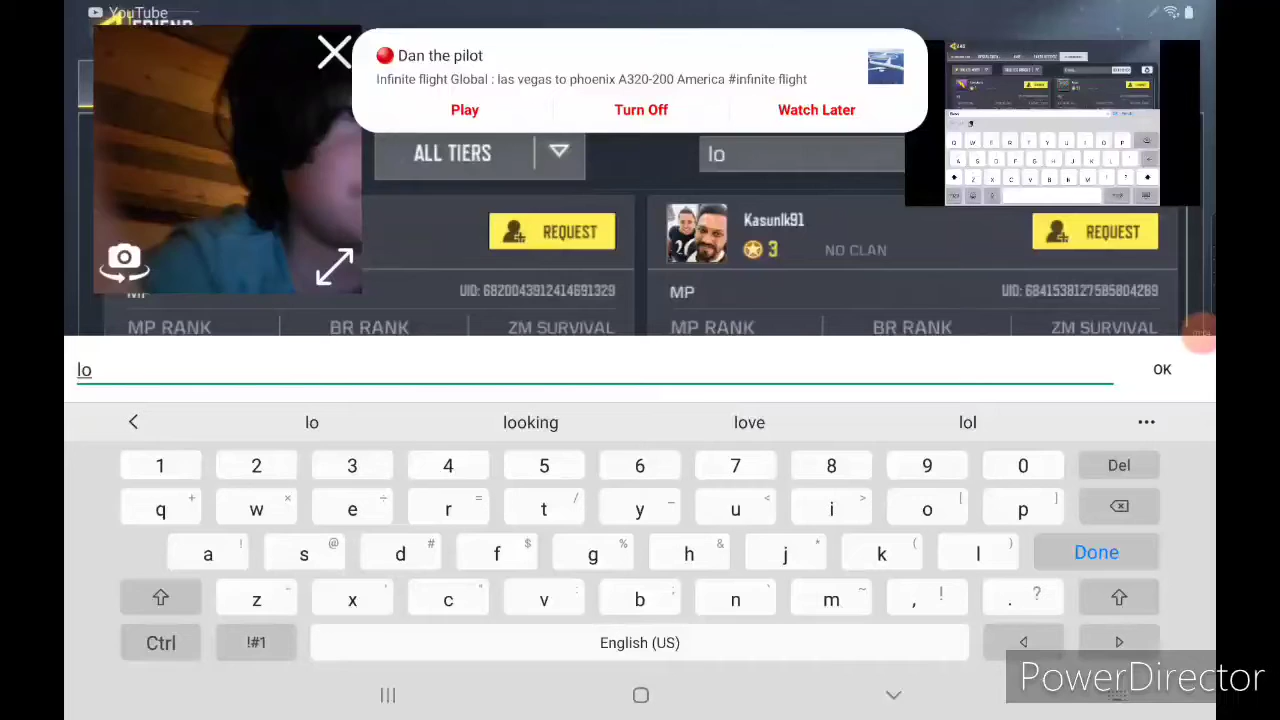 YouTube
FRIEND
Dan the pilot
Infinite flight Global : las vegas to phoenix A320-200 America #infinite flight
Play Turn Off Watch Later
ALL TIERS
lo
REQUEST
Kasunlk91
3 NO CLAN
REQUEST
UID: 6820043912414691329
MP
UID: 6841538127585804289
MP RANK BR RANK ZM SURVIVAL
MP RANK BR RANK ZM SURVIVAL
lo
OK
lo looking love lol
1 2 3 4 5 6 7 8 9 0 Del
q w e r t y u i o p
a s d f g h j k l Done
z x c v b n m , ! . ?
Ctrl !#1 English (US)
PowerDirector